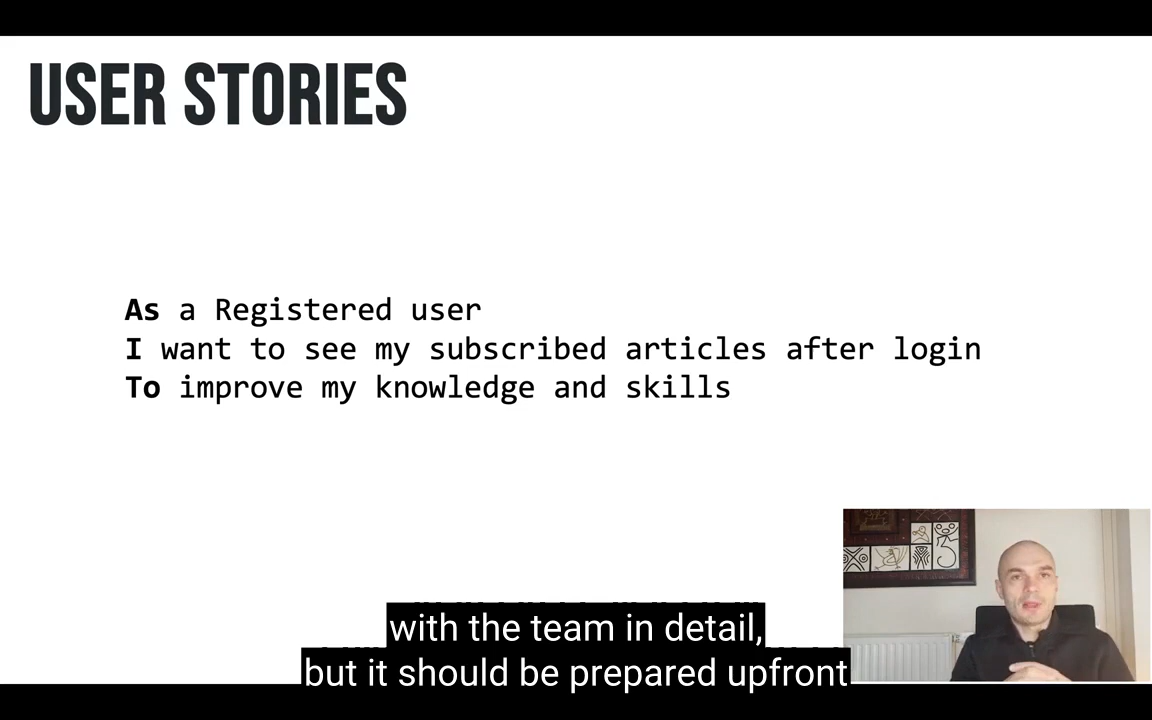 USER STORIES
As a Registered user
I want to see my subscribed articles after login
To improve my knowledge and skills
with the team in detail,
but it should be prepared upfront